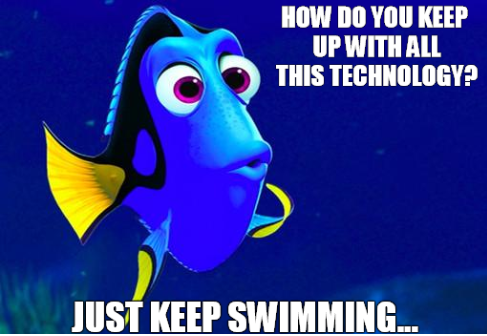 HOW DO YOU KEEP
UP WITH ALL
THIS TECHNOLOGY?
JUST KEEP SWIMMING...